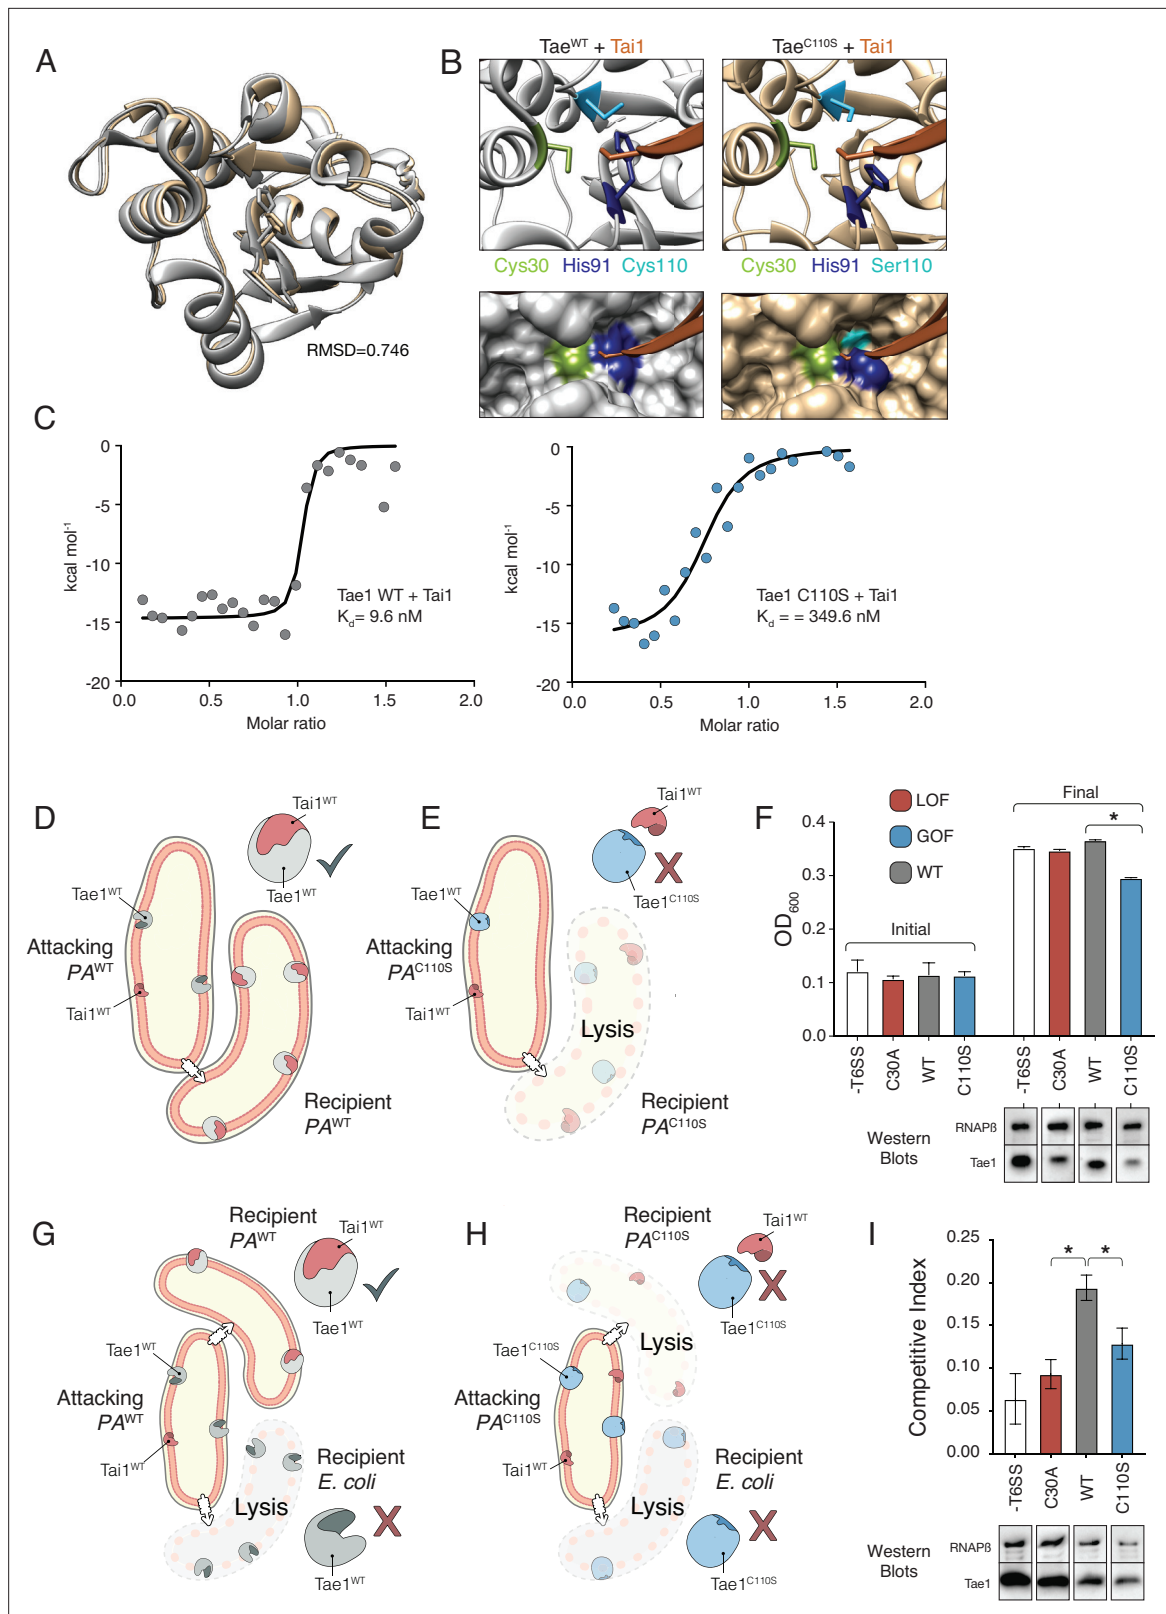 A
RMSD=0.746
B
Tae^WT + Tai1
Tae^C110S + Tai1
Cys30 His91 Cys110
Cys30 His91 Ser110
C
kcal mol⁻¹
0
-5
-10
-15
-20
0.0 0.5 1.0 1.5 2.0
Molar ratio
Tae1 WT + Tai1
K_d= 9.6 nM
kcal mol⁻¹
0
-5
-10
-15
-20
0.0 0.5 1.0 1.5 2.0
Molar ratio
Tae1 C110S + Tai1
K_d = = 349.6 nM
D
Tai1^WT
Tae1^WT
Tae1^WT
Attacking
PA^WT
Tai1^WT
Recipient
PA^WT
E
Tai1^WT
Tae1^C110S
Tae1^WT
Attacking
PA^C110S
Tai1^WT
Lysis
Recipient
PA^C110S
F
LOF
GOF
WT
Initial
Final
*
OD₆₀₀
0.4
0.3
0.2
0.1
0.0
-T6SS C30A WT C110S
-T6SS C30A WT C110S
Western
Blots
RNAPß
Tae1
G
Recipient
PA^WT
Tai1^WT
Tae1^WT
Tae1^WT
Attacking
PA^WT
Tai1^WT
Lysis
Recipient
E. coli
Tae1^WT
H
Recipient
PA^C110S
Tai1^WT
Tae1^C110S
Lysis
Tae1^C110S
Attacking
PA^C110S
Tai1^WT
Lysis
Recipient
E. coli
Tae1^C110S
I
Competitive Index
0.25
0.20
0.15
0.10
0.05
0.00
* *
-T6SS C30A WT C110S
Western
Blots
RNAPß
Tae1